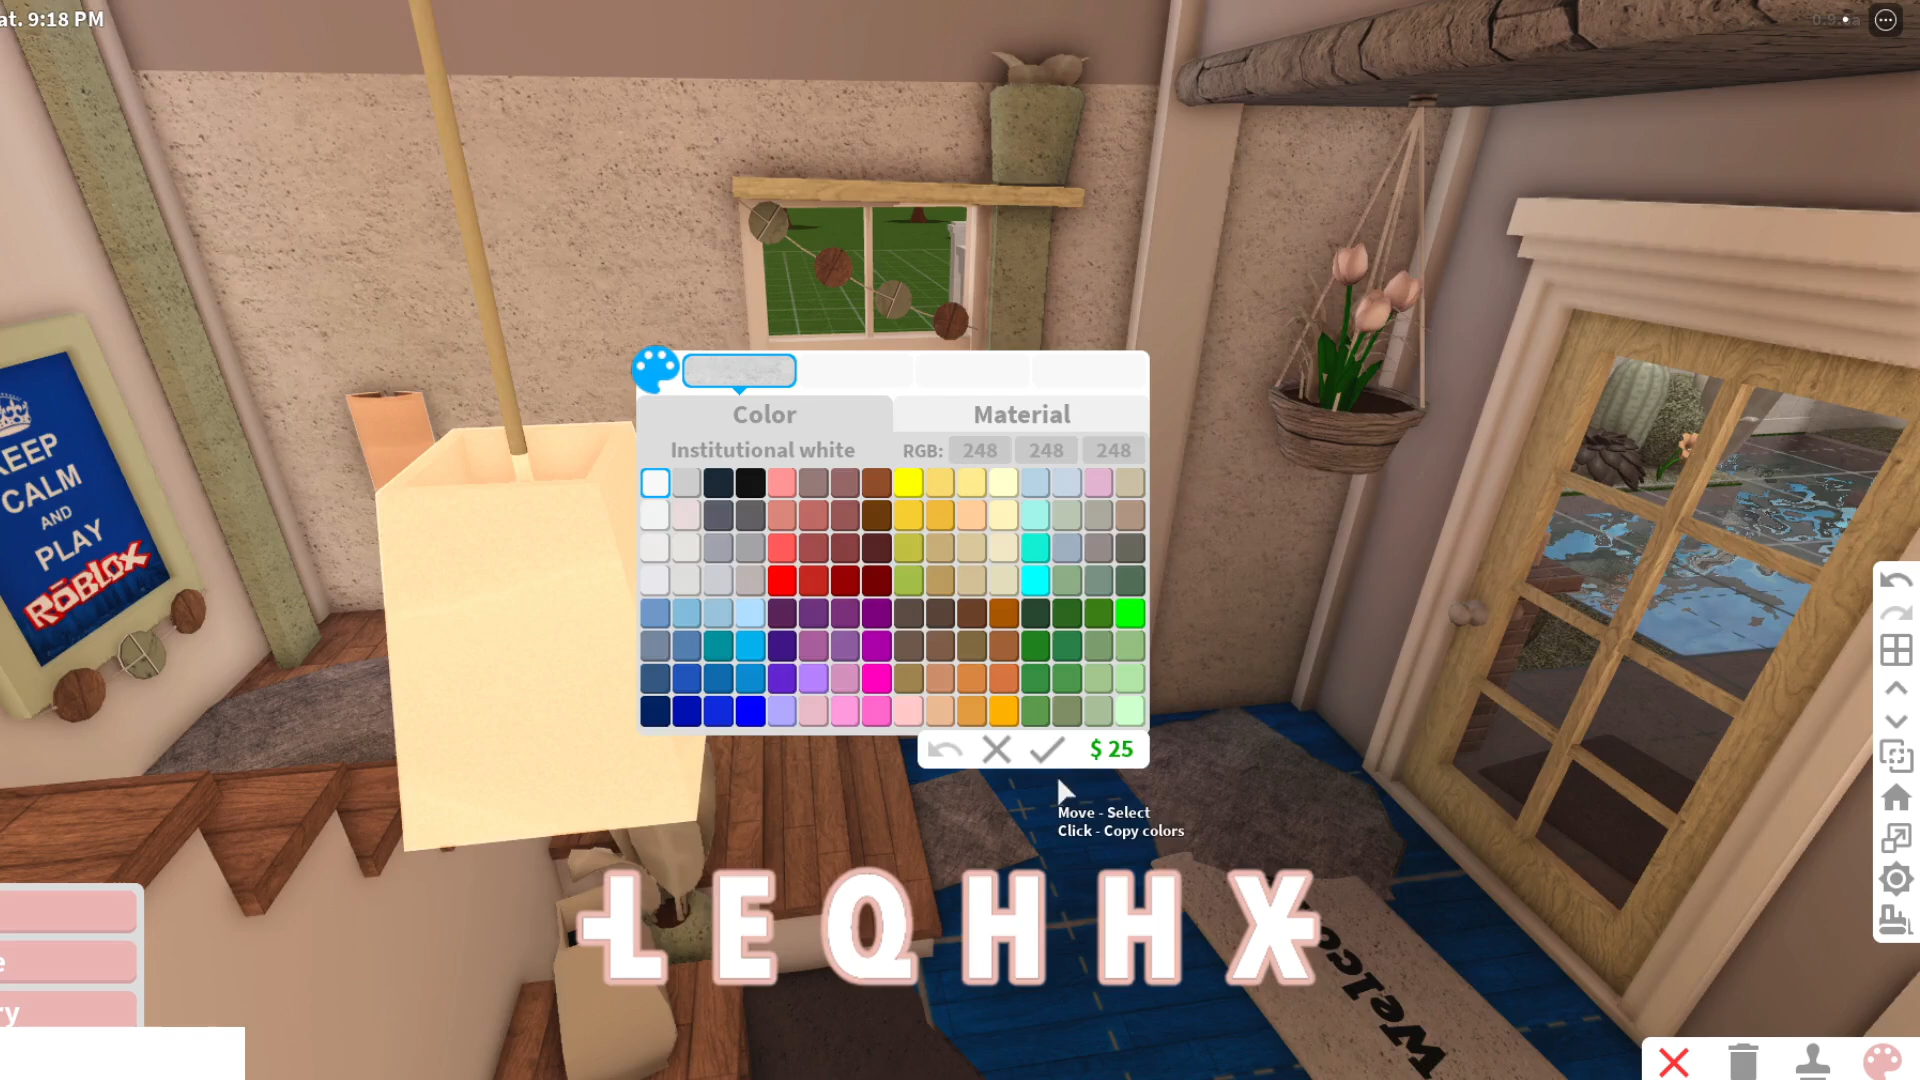 at. 9:18 PM
KEEP
CALM
AND
PLAY
ROBLOX
Color
Material
Institutional white
RGB: 248 248 248
$ 25
Move - Select
Click - Copy colors
LEQHHX
Welco